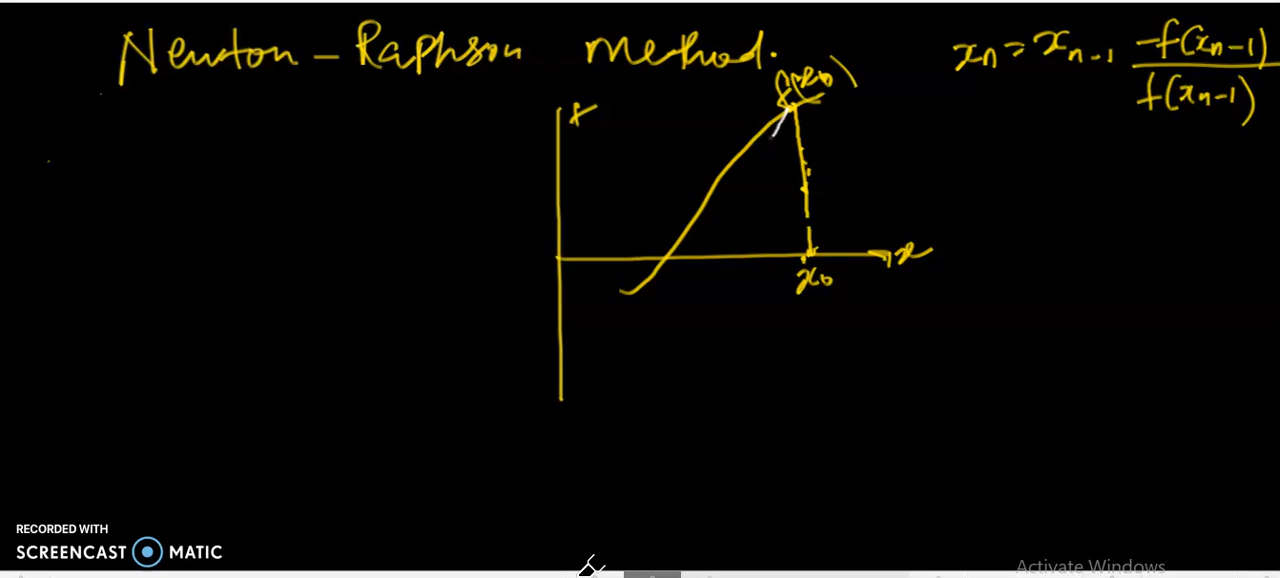 Newton - Raphson method.
xn = xn-1 -f(xn-1)
f(xn-1)
f(x0)
x
x0
RECORDED WITH
SCREENCAST MATIC
Activate Windows